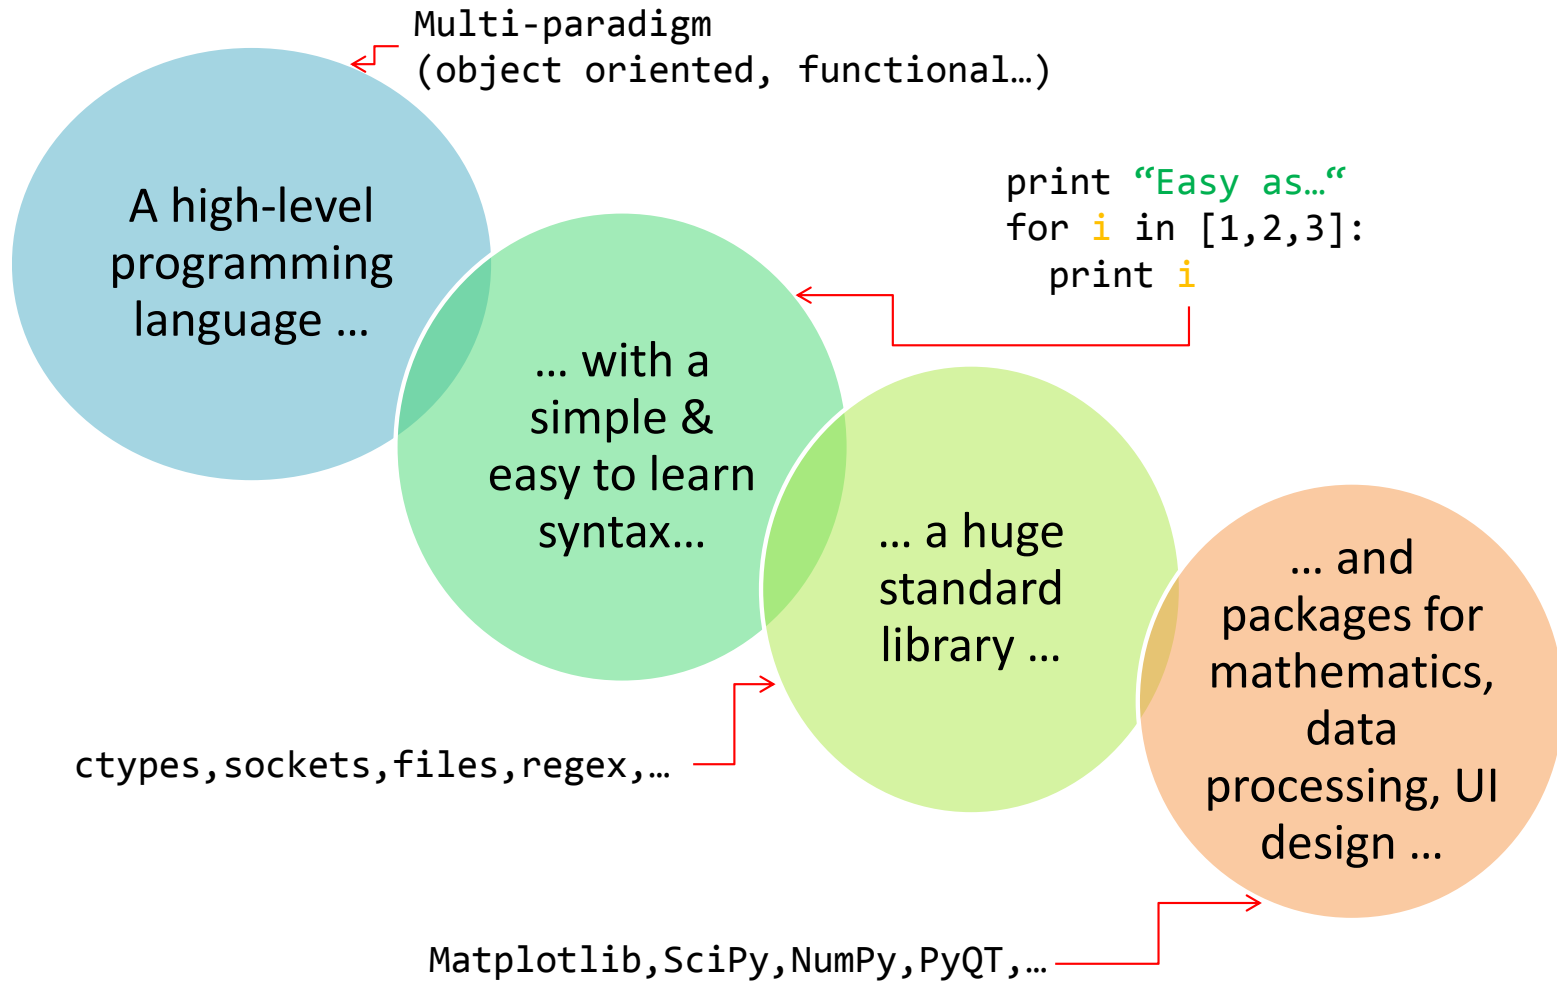 Multi-paradigm
(object oriented, functional…)
A high-level
programming
language …
print “Easy as…“
for i in [1,2,3]:
  print i
… with a
simple &
easy to learn
syntax…
… a huge
standard
library …
… and
packages for
mathematics,
data
processing, UI
design …
ctypes,sockets,files,regex,…
Matplotlib,SciPy,NumPy,PyQT,…